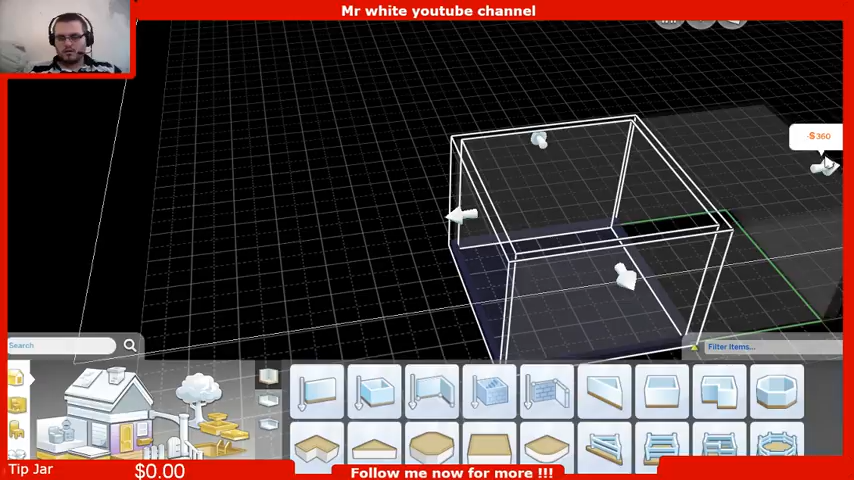 Mr white youtube channel
-$360
Search
Filter Items...
Tip Jar
$0.00
Follow me now for more !!!